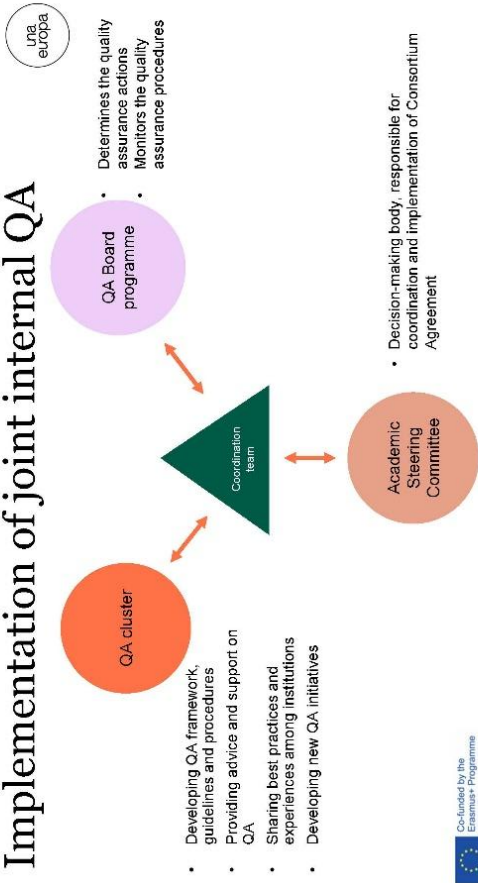 Implementation of joint internal QA
una
europa
QA cluster
• Developing QA framework,
guidelines and procedures
• Providing advice and support on
QA
• Sharing best practices and
experiences among institutions
• Developing new QA initiatives
Coordination
team
QA Board
programme
• Determines the quality
assurance actions
• Monitors the quality
assurance procedures
Academic
Steering
Committee
• Decision-making body, responsible for
coordination and implementation of Consortium
Agreement
Co-funded by the
Erasmus+ Programme